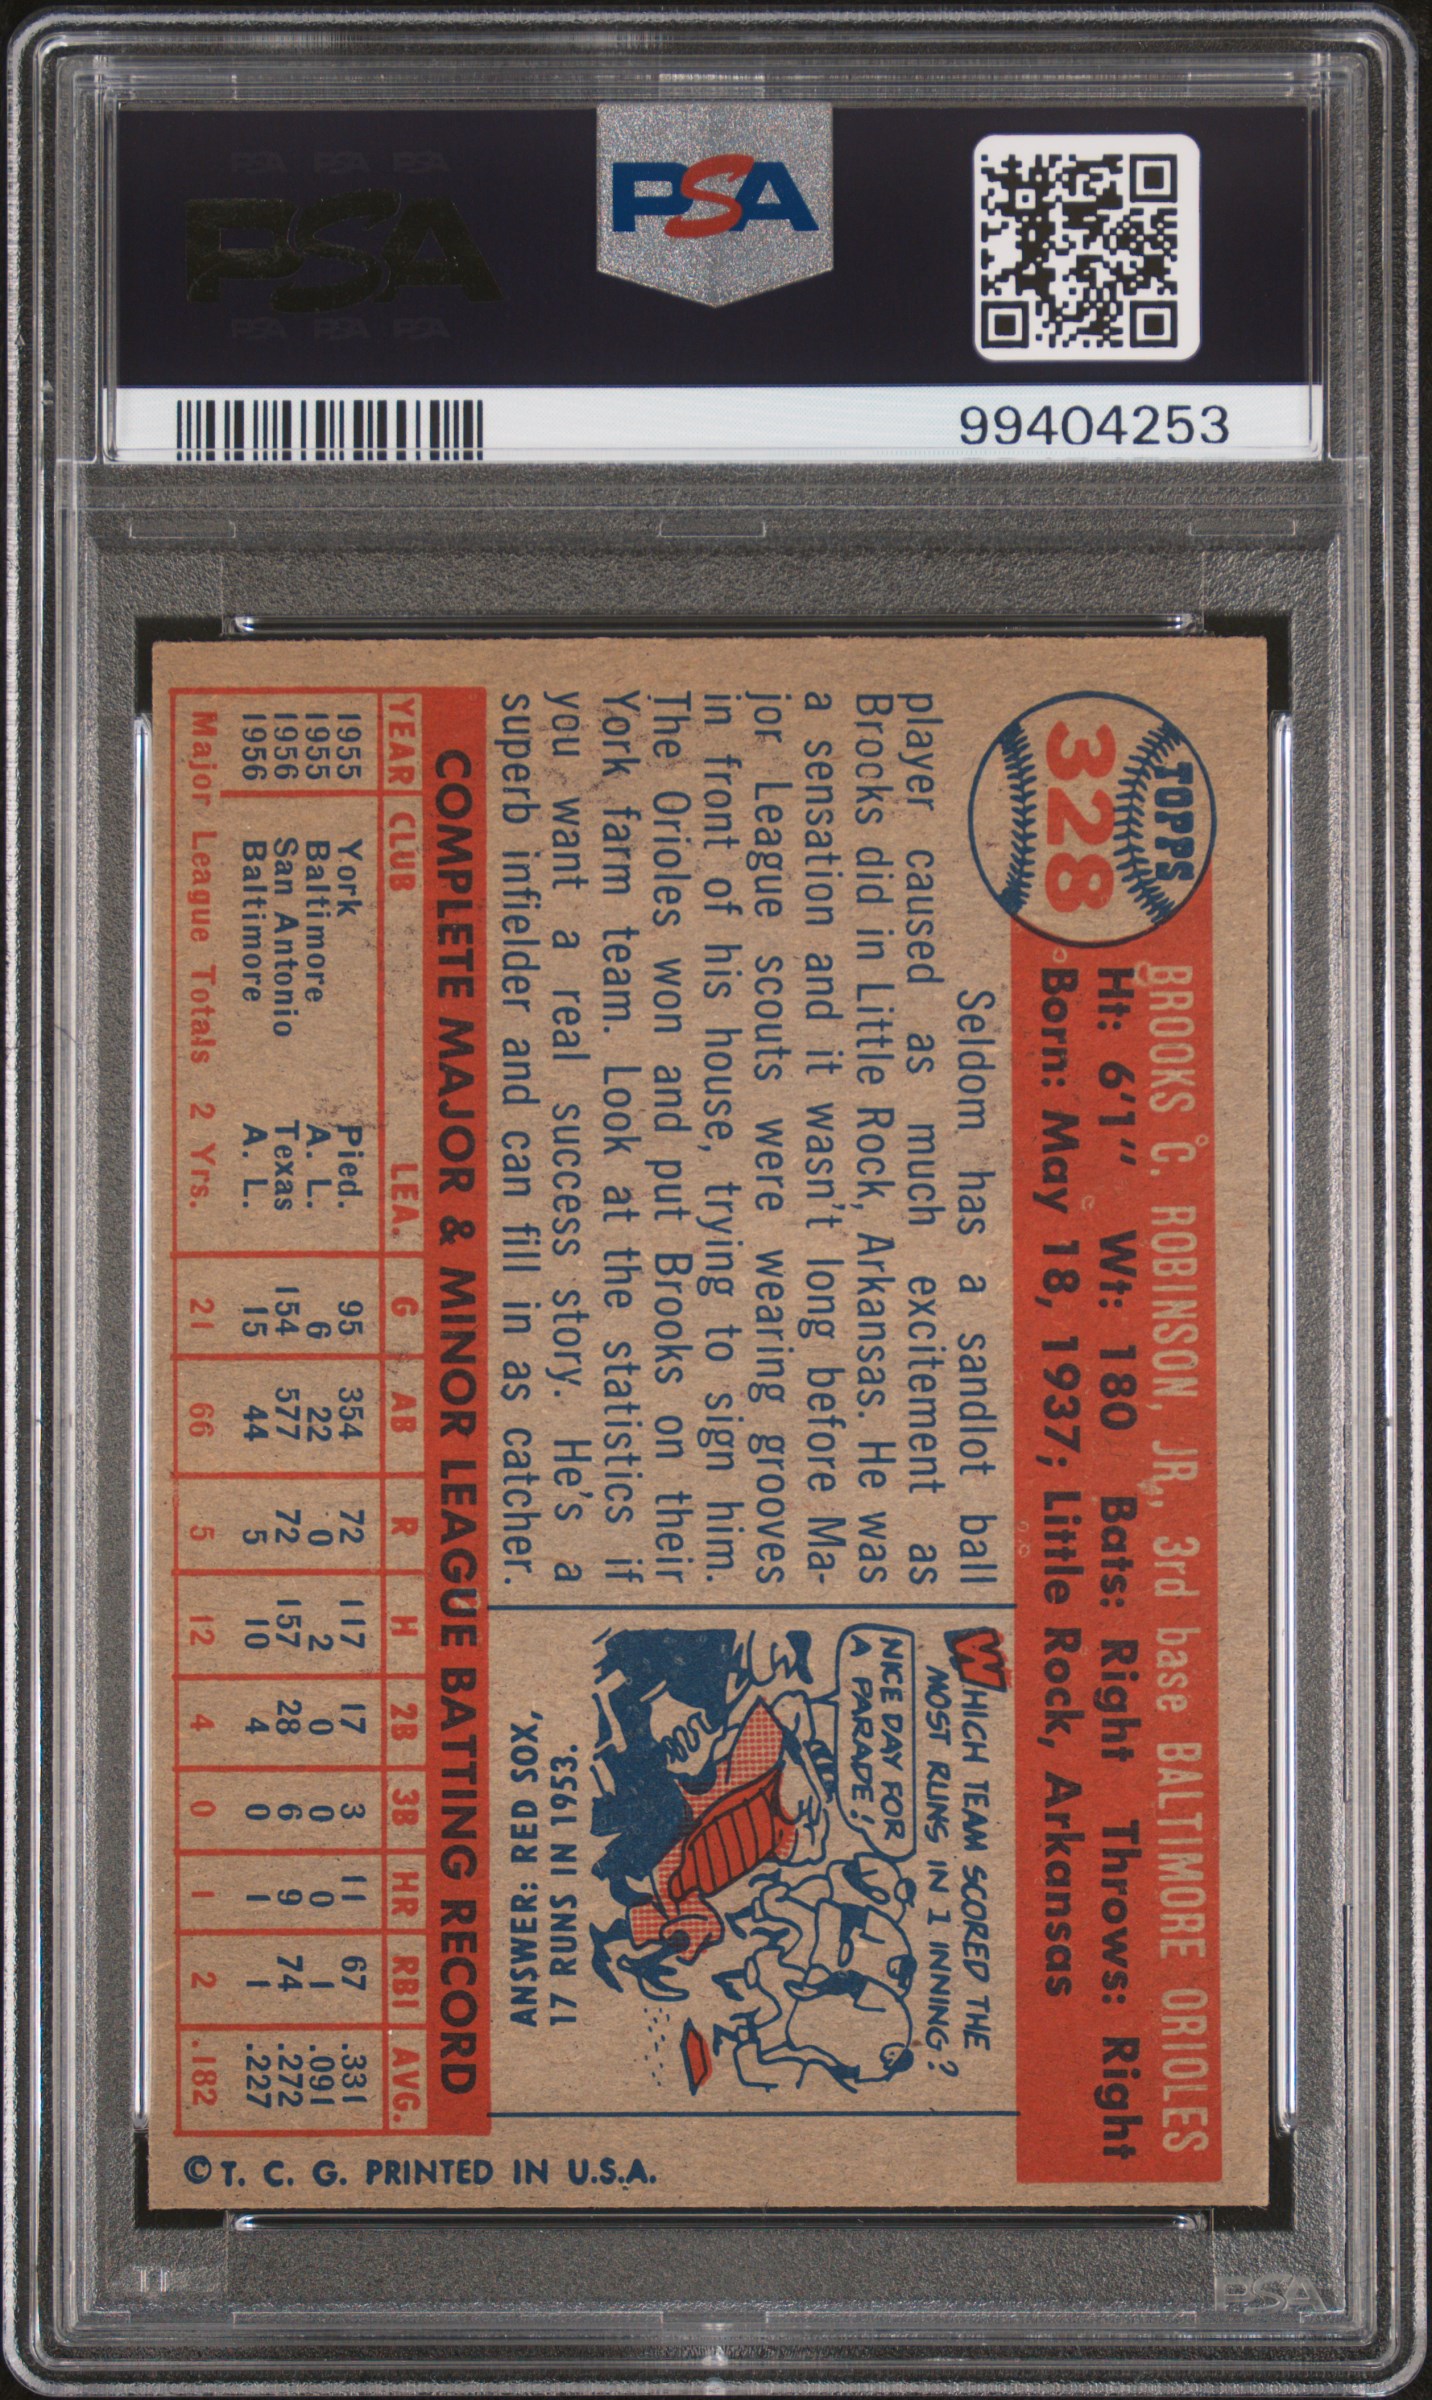 PSA
PSA PSA PSA
PSA
PSA PSA PSA
99404253
TOPPS
328
BROOKS C. ROBINSON, JR., 3rd base BALTIMORE ORIOLES
Ht: 6'1" Wt: 180 Bats: Right Throws: Right
Born: May 18, 1937; Little Rock, Arkansas
Seldom has a sandlot ball
player caused as much excitement as
Brooks did in Little Rock, Arkansas. He was
a sensation and it wasn't long before Ma-
jor League scouts were wearing grooves
in front of his house, trying to sign him.
The Orioles won and put Brooks on their
York farm team. Look at the statistics if
you want a real success story. He's a
superb infielder and can fill in as catcher.
WHICH TEAM SCORED THE
MOST RUNS IN 1 INNING?
NICE DAY FOR
A PARADE!
17 RUNS IN 1953.
ANSWER: RED SOX,
COMPLETE MAJOR & MINOR LEAGUE BATTING RECORD
YEAR CLUB LEA. G AB R H 2B 3B HR RBI AVG.
1955 York Pied. 95 354 72 117 17 3 11 67 .331
1955 Baltimore A. L. 6 22 0 2 0 0 0 1 .091
1956 San Antonio Texas 154 577 72 157 28 6 9 74 .272
1956 Baltimore A. L. 15 44 5 10 4 0 1 1 .227
Major League Totals 2 Yrs. 21 66 5 12 4 0 1 2 .182
© T. C. G. PRINTED IN U.S.A.
PSA